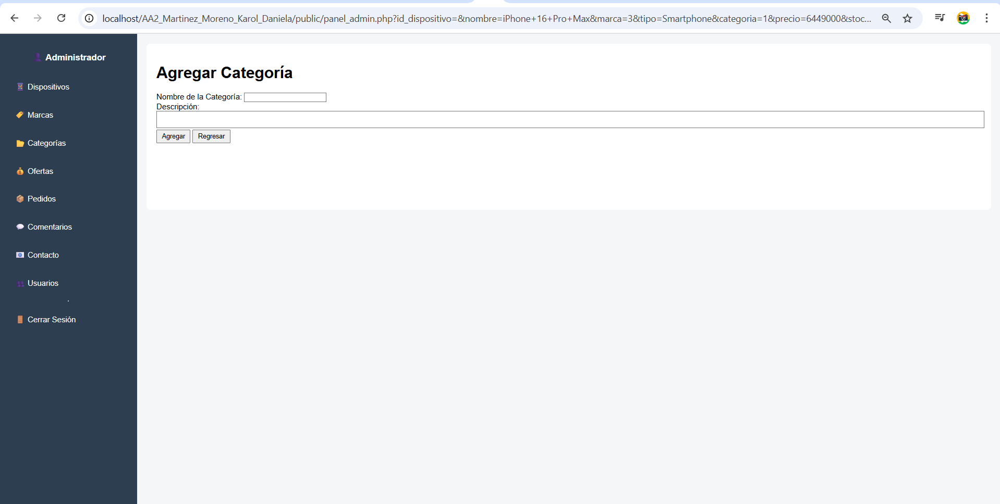 localhost/AA2_Martinez_Moreno_Karol_Daniela/public/panel_admin.php?id_dispositivo=&nombre=iPhone+16+Pro+Max&marca=3&tipo=Smartphone&categoria=1&precio=6449000&stoc...
Administrador
Dispositivos
Marcas
Categorías
Ofertas
Pedidos
Comentarios
Contacto
Usuarios
.
Cerrar Sesión
Agregar Categoría
Nombre de la Categoría:
Descripción:
Agregar Regresar